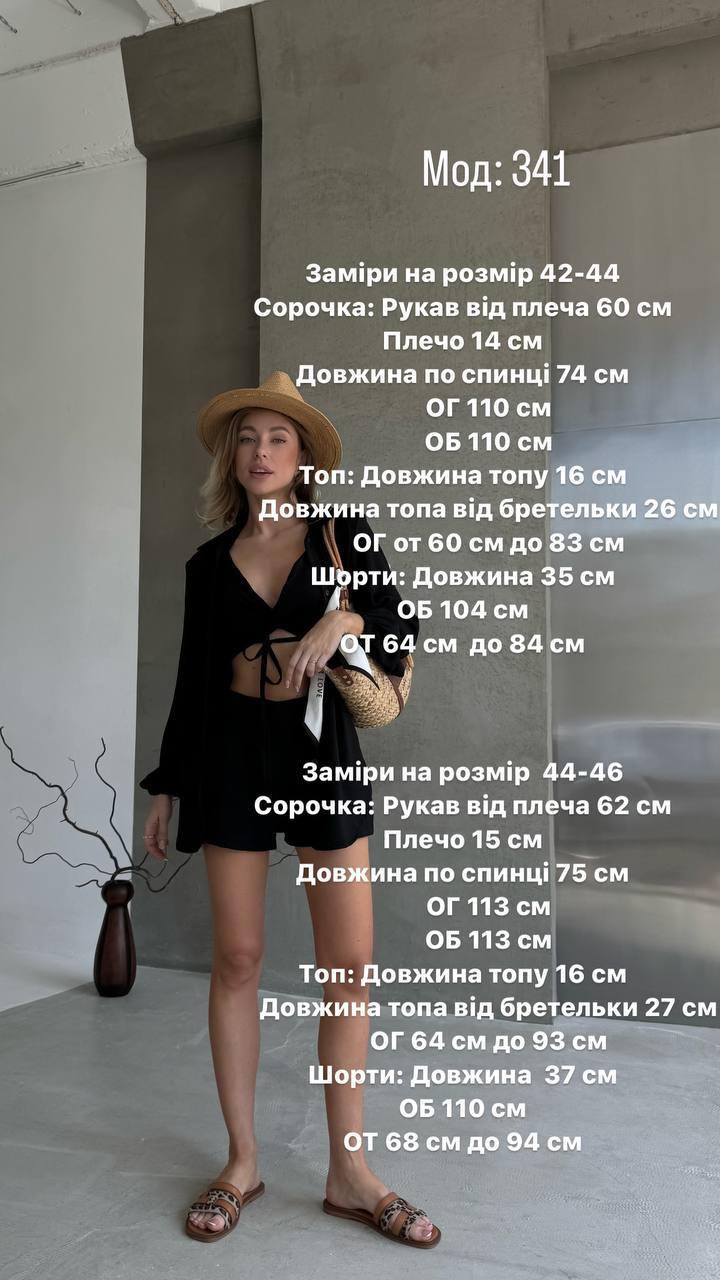 Мод: 341
Заміри на розмір 42-44
Сорочка: Рукав від плеча 60 см
Плечо 14 см
Довжина по спинці 74 см
ОГ 110 см
ОБ 110 см
Топ: Довжина топу 16 см
Довжина топа від бретельки 26 см
ОГ от 60 см до 83 см
Шорти: Довжина 35 см
ОБ 104 см
ОТ 64 см  до 84 см
LOVE
Заміри на розмір  44-46
Сорочка: Рукав від плеча 62 см
Плечо 15 см
Довжина по спинці 75 см
ОГ 113 см
ОБ 113 см
Топ: Довжина топу 16 см
Довжина топа від бретельки 27 см
ОГ 64 см до 93 см
Шорти: Довжина  37 см
ОБ 110 см
ОТ 68 см до 94 см